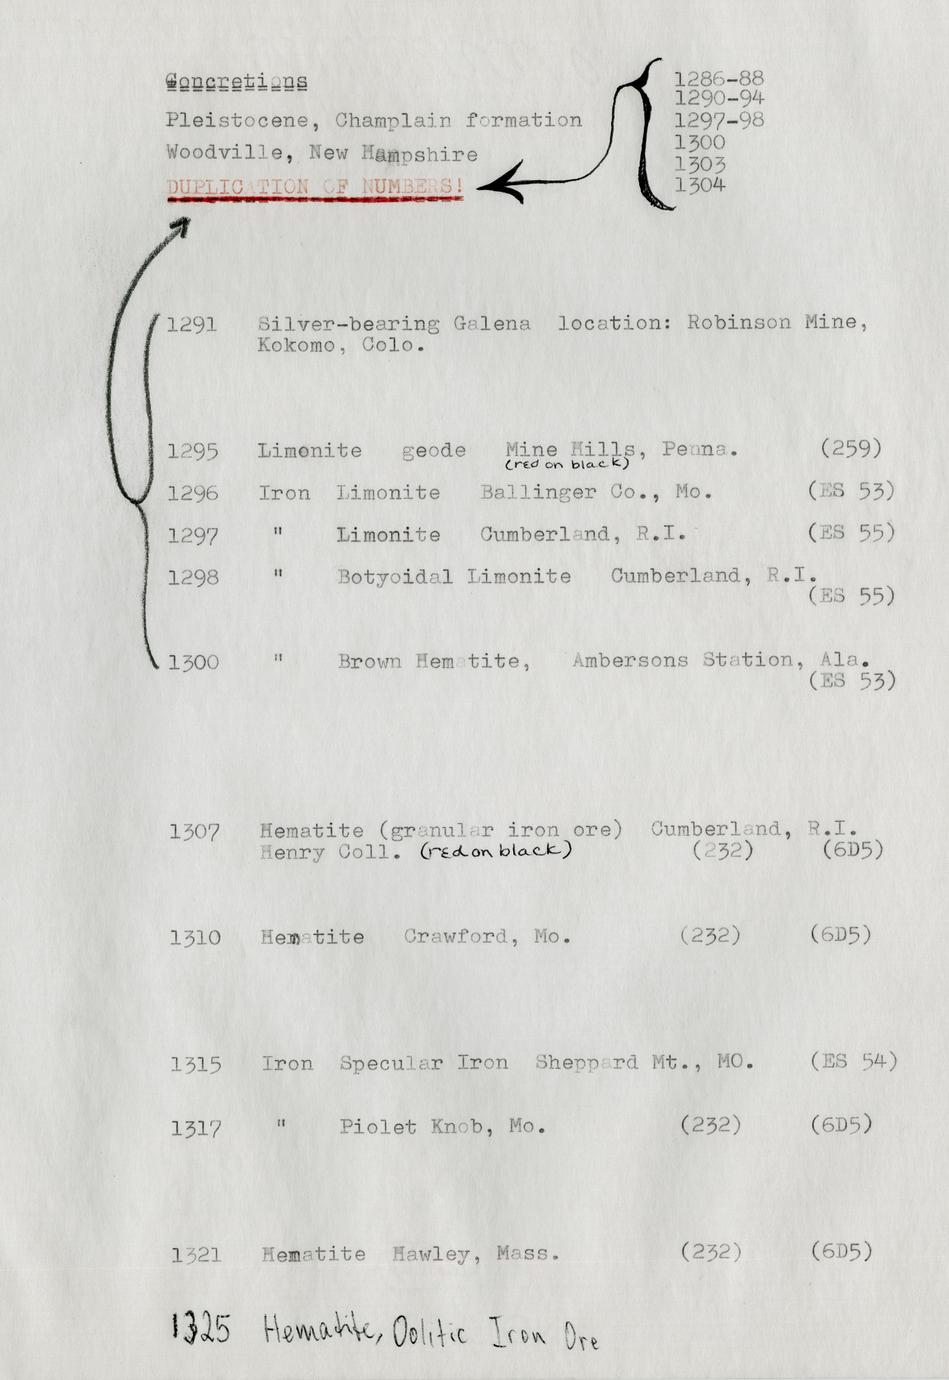 Concretions
1286-88
1290-94
Pleistocene, Champlain formation
1297-98
1300
Woodville, New Hampshire
1303
DUPLICATION OF NUMBERS!
1304
1291 Silver-bearing Galena location: Robinson Mine,
Kokomo, Colo.
1295 Limonite geode Mine Hills, Penna. (259)
(red on black)
1296 Iron Limonite Ballinger Co., Mo. (ES 53)
1297 " Limonite Cumberland, R.I. (ES 55)
1298 " Botyoidal Limonite Cumberland, R.I.
(ES 55)
1300 " Brown Hematite, Ambersons Station, Ala.
(ES 53)
1307 Hematite (granular iron ore) Cumberland, R.I.
Henry Coll. (red on black) (232) (6D5)
1310 Hematite Crawford, Mo. (232) (6D5)
1315 Iron Specular Iron Sheppard Mt., MO. (ES 54)
1317 " Piolet Knob, Mo. (232) (6D5)
1321 Hematite Hawley, Mass. (232) (6D5)
1325 Hematite, Oolitic Iron Ore